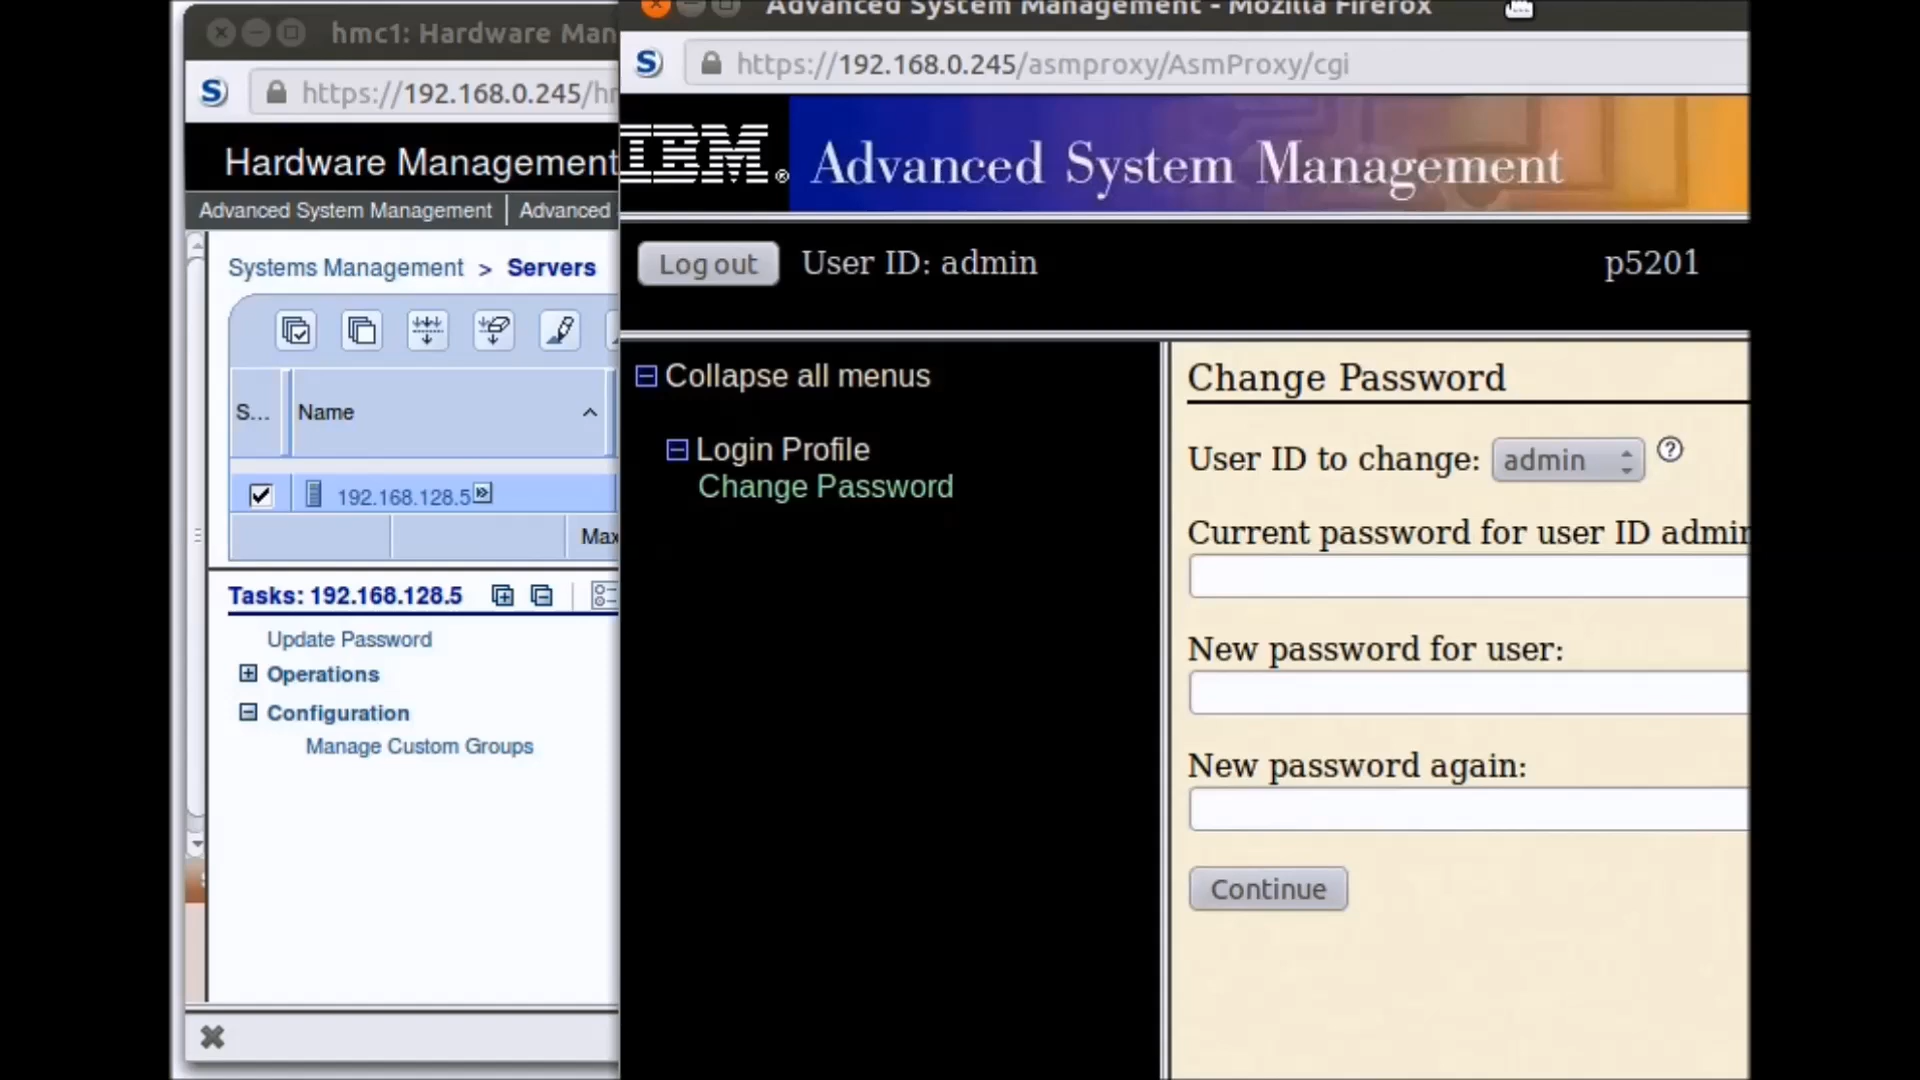 hmc1: Hardware Man
https://192.168.0.245/hm
Hardware Management
Advanced System Management
Advanced
Systems Management > Servers
S...
Name
192.168.128.5
Max
Tasks: 192.168.128.5
Update Password
Operations
Configuration
Manage Custom Groups
Advanced System Management - Mozilla Firefox
https://192.168.0.245/asmproxy/AsmProxy/cgi
IBM®
Advanced System Management
Log out
User ID: admin
p5201
Collapse all menus
Login Profile
Change Password
Change Password
User ID to change: admin ?
Current password for user ID admin
New password for user:
New password again:
Continue